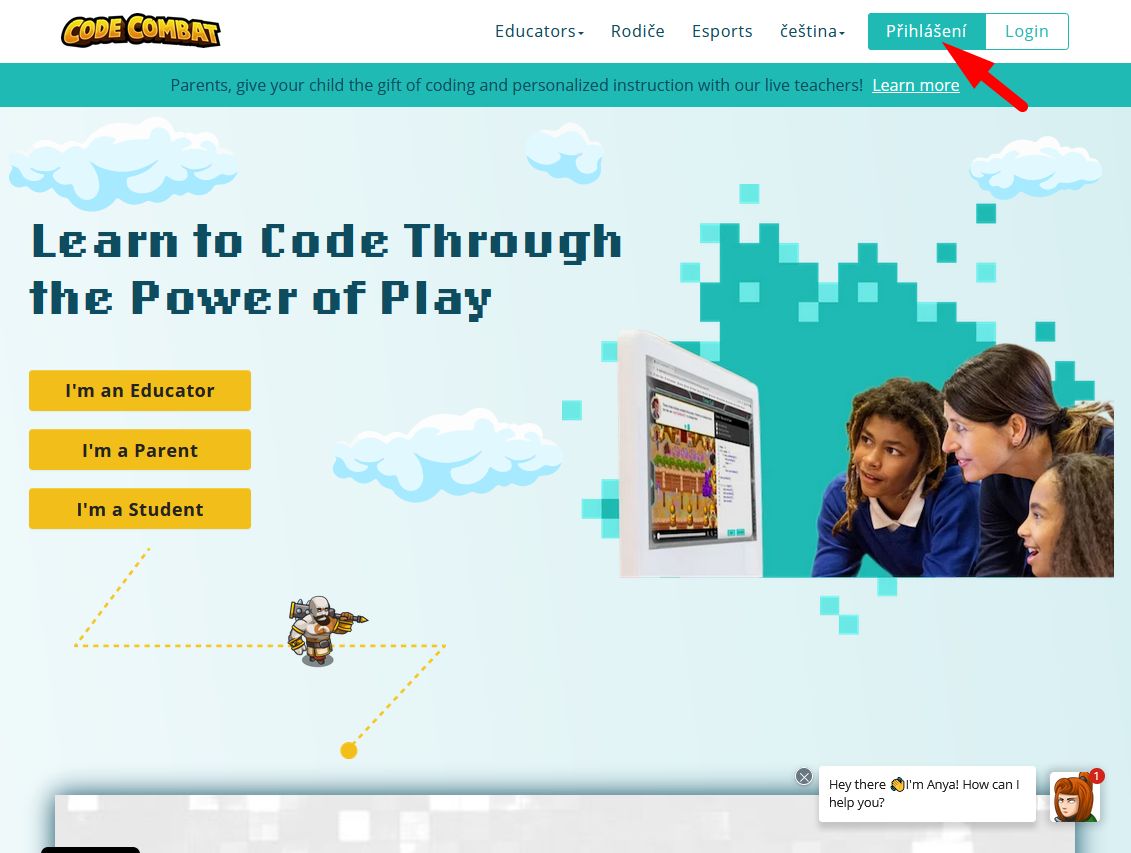 CODE COMBAT
Educators
Rodiče
Esports
čeština
Přihlášení
Login
Parents, give your child the gift of coding and personalized instruction with our live teachers! Learn more
Learn to Code Through
the Power of Play
I'm an Educator
I'm a Parent
I'm a Student
Hey there 👏I'm Anya! How can I
help you?
1